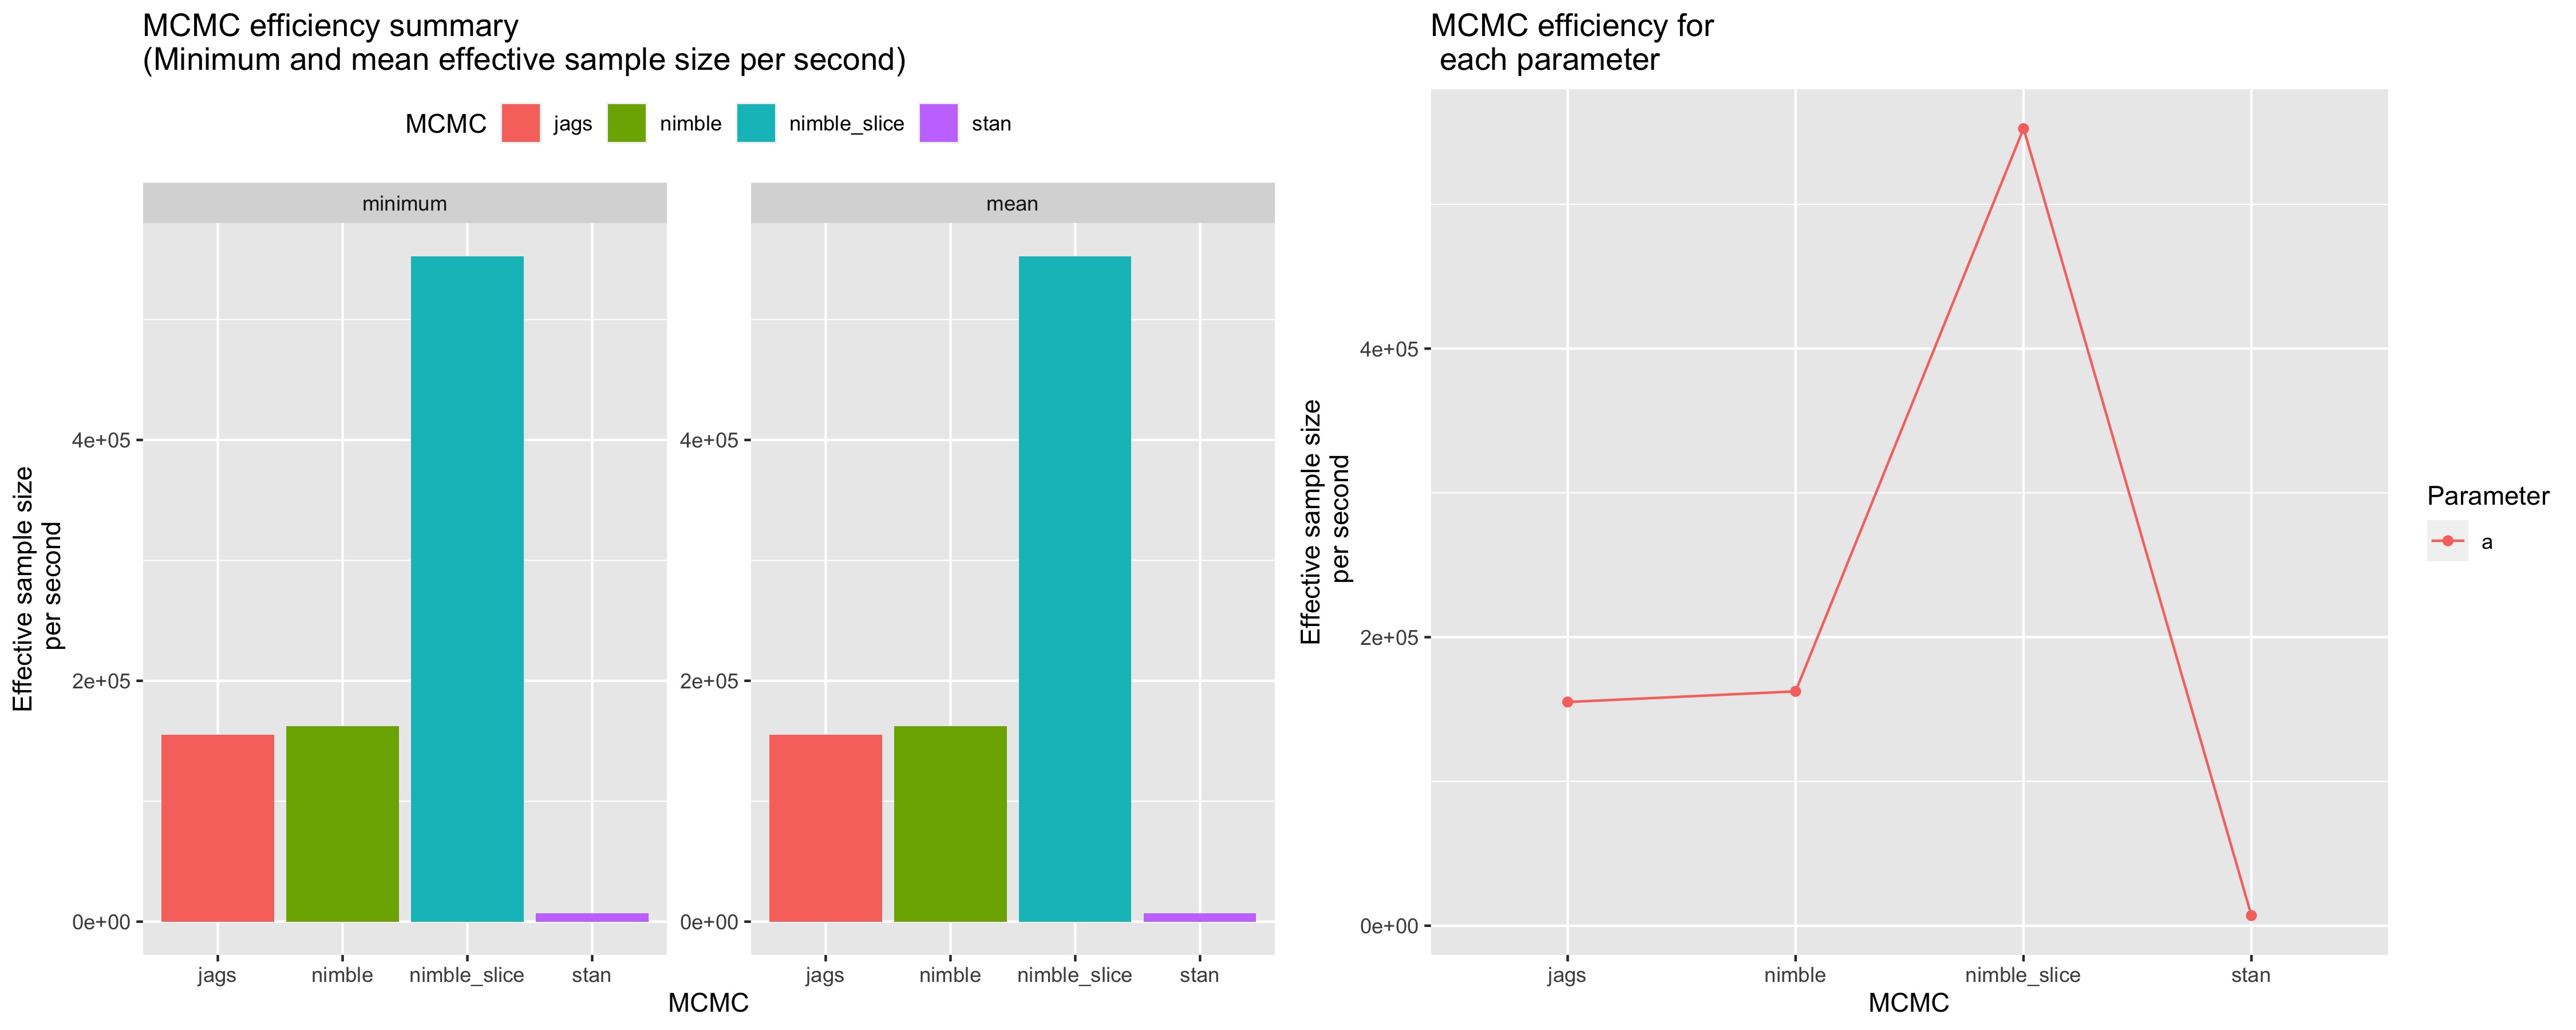 MCMC efficiency summary
(Minimum and mean effective sample size per second)
MCMC jags nimble nimble_slice stan
minimum
mean
Effective sample size
per second
4e+05
2e+05
0e+00
4e+05
2e+05
0e+00
jags nimble nimble_slice stan
jags nimble nimble_slice stan
MCMC
MCMC efficiency for
each parameter
Effective sample size
per second
4e+05
2e+05
0e+00
jags nimble nimble_slice stan
MCMC
Parameter
a